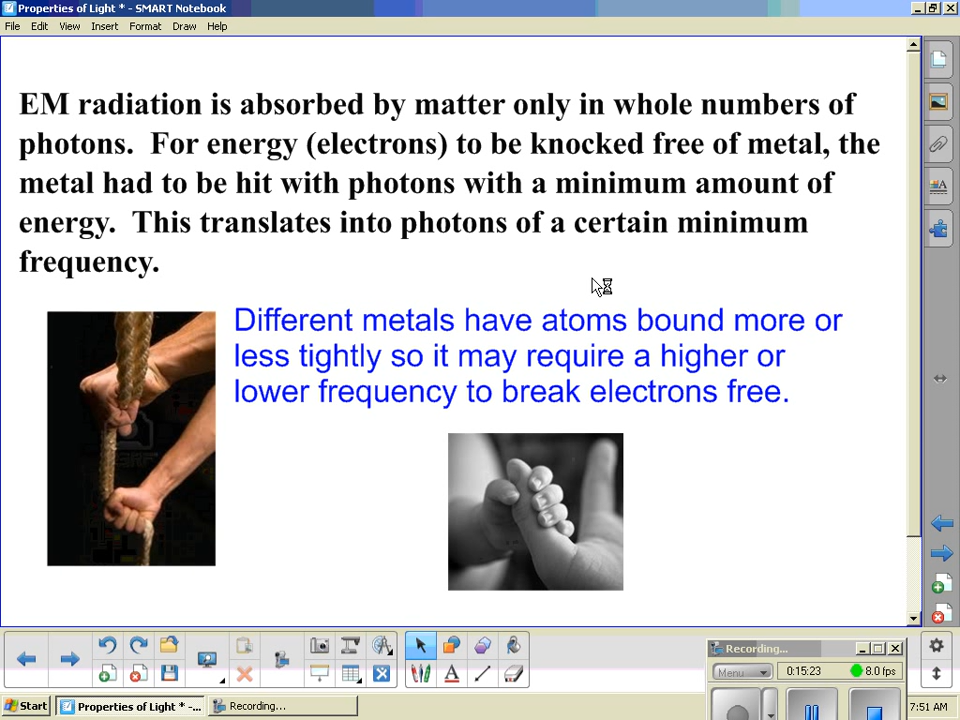 Properties of Light * - SMART Notebook
File Edit View Insert Format Draw Help
EM radiation is absorbed by matter only in whole numbers of
photons.  For energy (electrons) to be knocked free of metal, the
metal had to be hit with photons with a minimum amount of
energy.  This translates into photons of a certain minimum
frequency.
Different metals have atoms bound more or
less tightly so it may require a higher or
lower frequency to break electrons free.
Recording...
Menu 0:15:23 8.0 fps
Start Properties of Light * -... Recording... 7:51 AM